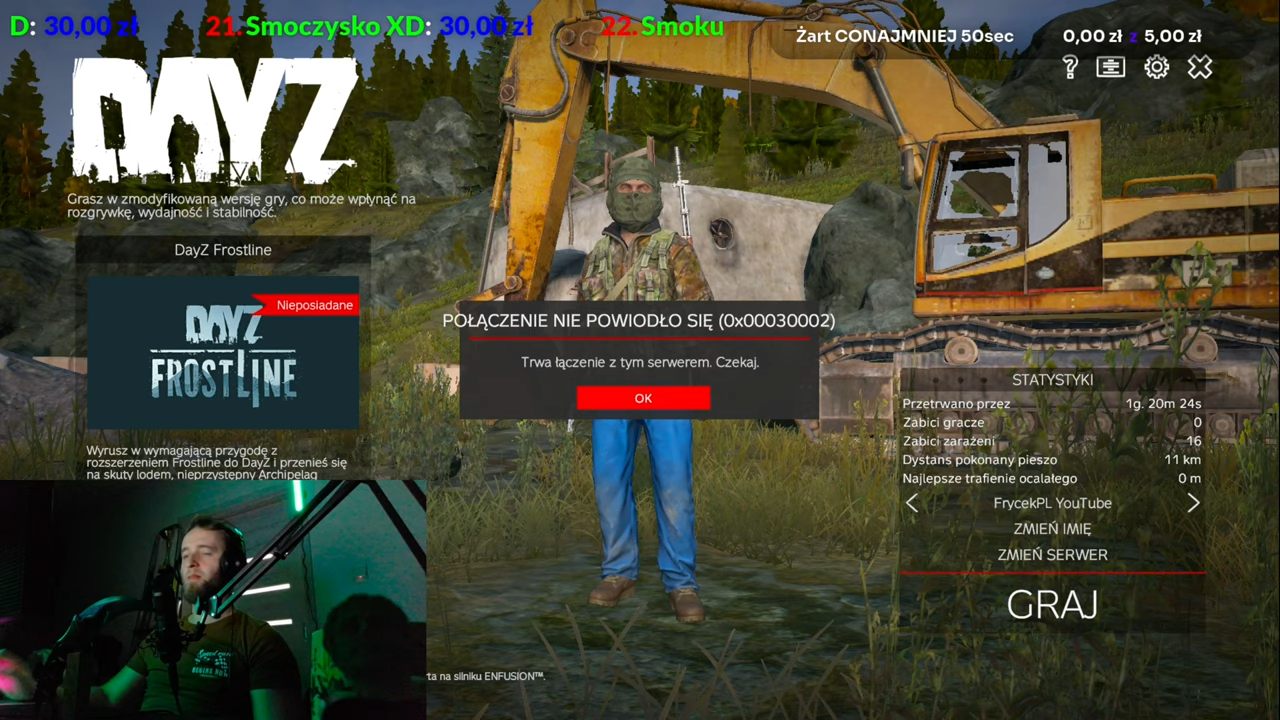 D: 30,00 zł 21. Smoczysko XD: 30,00 zł 22. Smoku
Żart CONAJMNIEJ 50sec 0,00 zł z 5,00 zł
DAYZ
Grasz w zmodyfikowaną wersję gry, co może wpłynąć na
rozgrywkę, wydajność i stabilność.
DayZ Frostline
Nieposiadane
DAYZ
FROSTLINE
Wyrusz w wymagającą przygodę z
rozszerzeniem Frostline do DayZ i przenieś się
na skuty lodem, nieprzystępny Archipelag
POŁĄCZENIE NIE POWIODŁO SIĘ (0x00030002)
Trwa łączenie z tym serwerem. Czekaj.
OK
STATYSTYKI
Przetrwano przez 1g. 20m 24s
Zabici gracze 0
Zabici zarażeni 16
Dystans pokonany pieszo 11 km
Najlepsze trafienie ocalałego 0 m
FrycekPL YouTube
ZMIEŃ IMIĘ
ZMIEŃ SERWER
GRAJ
ta na silniku ENFUSION™.